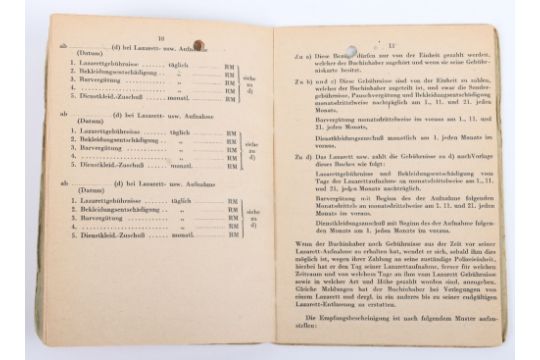 10
ab (d) bei Lazarett- usw. Aufnahme
(Datum)
1. Lazarettgebührnisse ....... täglich ........ RM
2. Bekleidungsentschädigung .. „ ........ RM
3. Barvergütung ............ „ ........ RM
4. ...................... „ ........ RM
5. Dienstkleid.-Zuschuß ...... monatl. ........ RM
siehe
zu
d)
ab (d) bei Lazarett- usw. Aufnahme
(Datum)
1. Lazarettgebührnisse ....... täglich ........ RM
2. Bekleidungsentschädigung .. „ ........ RM
3. Barvergütung ............ „ ........ RM
4. ...................... „ ........ RM
5. Dienstkleid.-Zuschuß ...... monatl. ........ RM
siehe
zu
d)
ab (d) bei Lazarett- usw. Aufnahme
(Datum)
1. Lazarettgebührnisse ....... täglich ........ RM
2. Bekleidungsentschädigung .. „ ........ RM
3. Barvergütung ............ „ ........ RM
4. ...................... „ ........ RM
5. Dienstkleid.-Zuschuß ...... monatl. ........ RM
siehe
zu
d)
Zu a) Diese Bezüge dürfen nur von der Einheit gezahlt werden,
welcher der Buchinhaber zugehört und wenn sie seine Gebühr-
niskarte besitzt.
Zu b) und c) Diese Gebührnisse sind von der Einheit zu zahlen,
welcher der Buchinhaber zugeteilt ist, und zwar die Sonder-
gebührnisse, Pauschvergütung und Bekleidungsentschädigung
monatsdrittelweise nachträglich am 1., 11. und 21. jeden
Monats,
Barvergütung monatsdrittelweise im voraus am 1., 11. und
21. jeden Monats,
Dienstkleidungszuschuß monatlich am 1. jeden Monats im
voraus.
Zu d) Das Lazarett usw. zahlt die Gebührnisse zu d) nach Vorlage
dieses Buches wie folgt:
Lazarettgebührnisse und Bekleidungsentschädigung vom
Tage des Lazarettaufnahme an monatsdrittelweise am 1., 11.
und 21. jeden Monats nachträglich.
Barvergütung mit Beginn des der Aufnahme folgenden
Monatsdrittels an monatsdrittelweise am 1. 11. und 21. jeden
Monats im voraus.
Dienstkleidungszuschuß mit Beginn des der Aufnahme folgen-
den Monats am 1. jeden Monats im voraus.
Wenn der Buchinhaber noch Gebührnisse aus der Zeit vor seiner
Lazarett-Aufnahme zu erhalten hat, wendet er sich, sobald ihm dies
möglich ist, wegen ihrer Zahlung an seine zuständige Polizeieinheit,
hierbei hat er den Tag seiner Lazarettaufnahme, ferner für welchen
Zeitraum und von welchem Tage an ihm vom Lazarett Gebührnisse
sowie in welcher Art und Höhe gezahlt worden sind, anzugeben.
Gleiche Meldungen hat der Buchinhaber bei Verlegungen von
einem Lazarett und dergl. in ein anderes bis zu seiner endgültigen
Lazarett-Entlassung zu erstatten.
Die Empfangsbescheinigung ist nach folgendem Muster aufzu-
stellen: